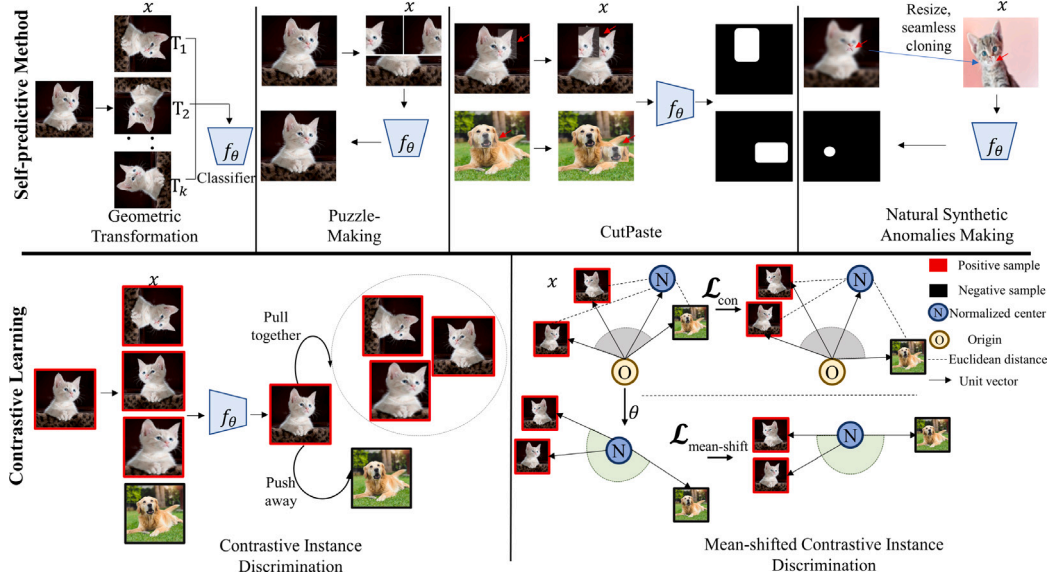 Self-predictive Method
x
T1
T2
Tk
fθ
Classifier
Geometric
Transformation
x
fθ
Puzzle-
Making
x
fθ
CutPaste
Resize,
seamless
cloning
x
fθ
Natural Synthetic
Anomalies Making
Contrastive Learning
x
fθ
Pull
together
Push
away
Contrastive Instance
Discrimination
x
N
O
ℒcon
N
O
θ
N
ℒmean-shift
N
Positive sample
Negative sample
N Normalized center
O Origin
Euclidean distance
Unit vector
Mean-shifted Contrastive Instance
Discrimination